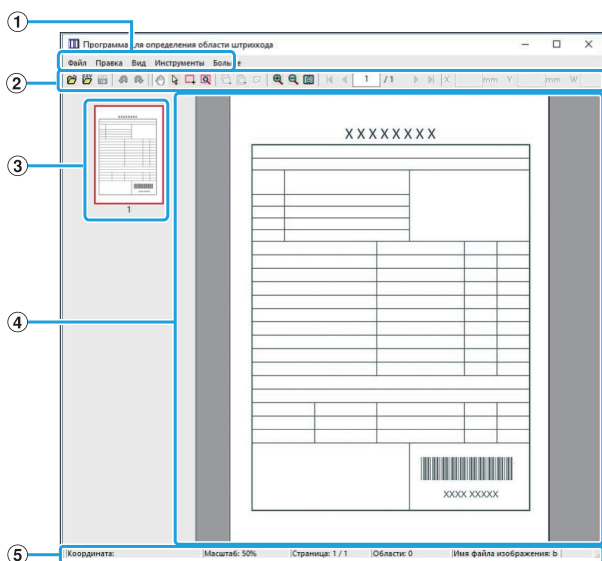 ①
Программа для определения области штрихкода
Файл Правка Вид Инструменты
②
1 / 1 X mm Y mm W
③
XXXXXXXX
1
④
XXXX XXXXX
⑤
Координата: Масштаб: 50% Страница: 1 / 1 Области: 0 Имя файла изображения: b